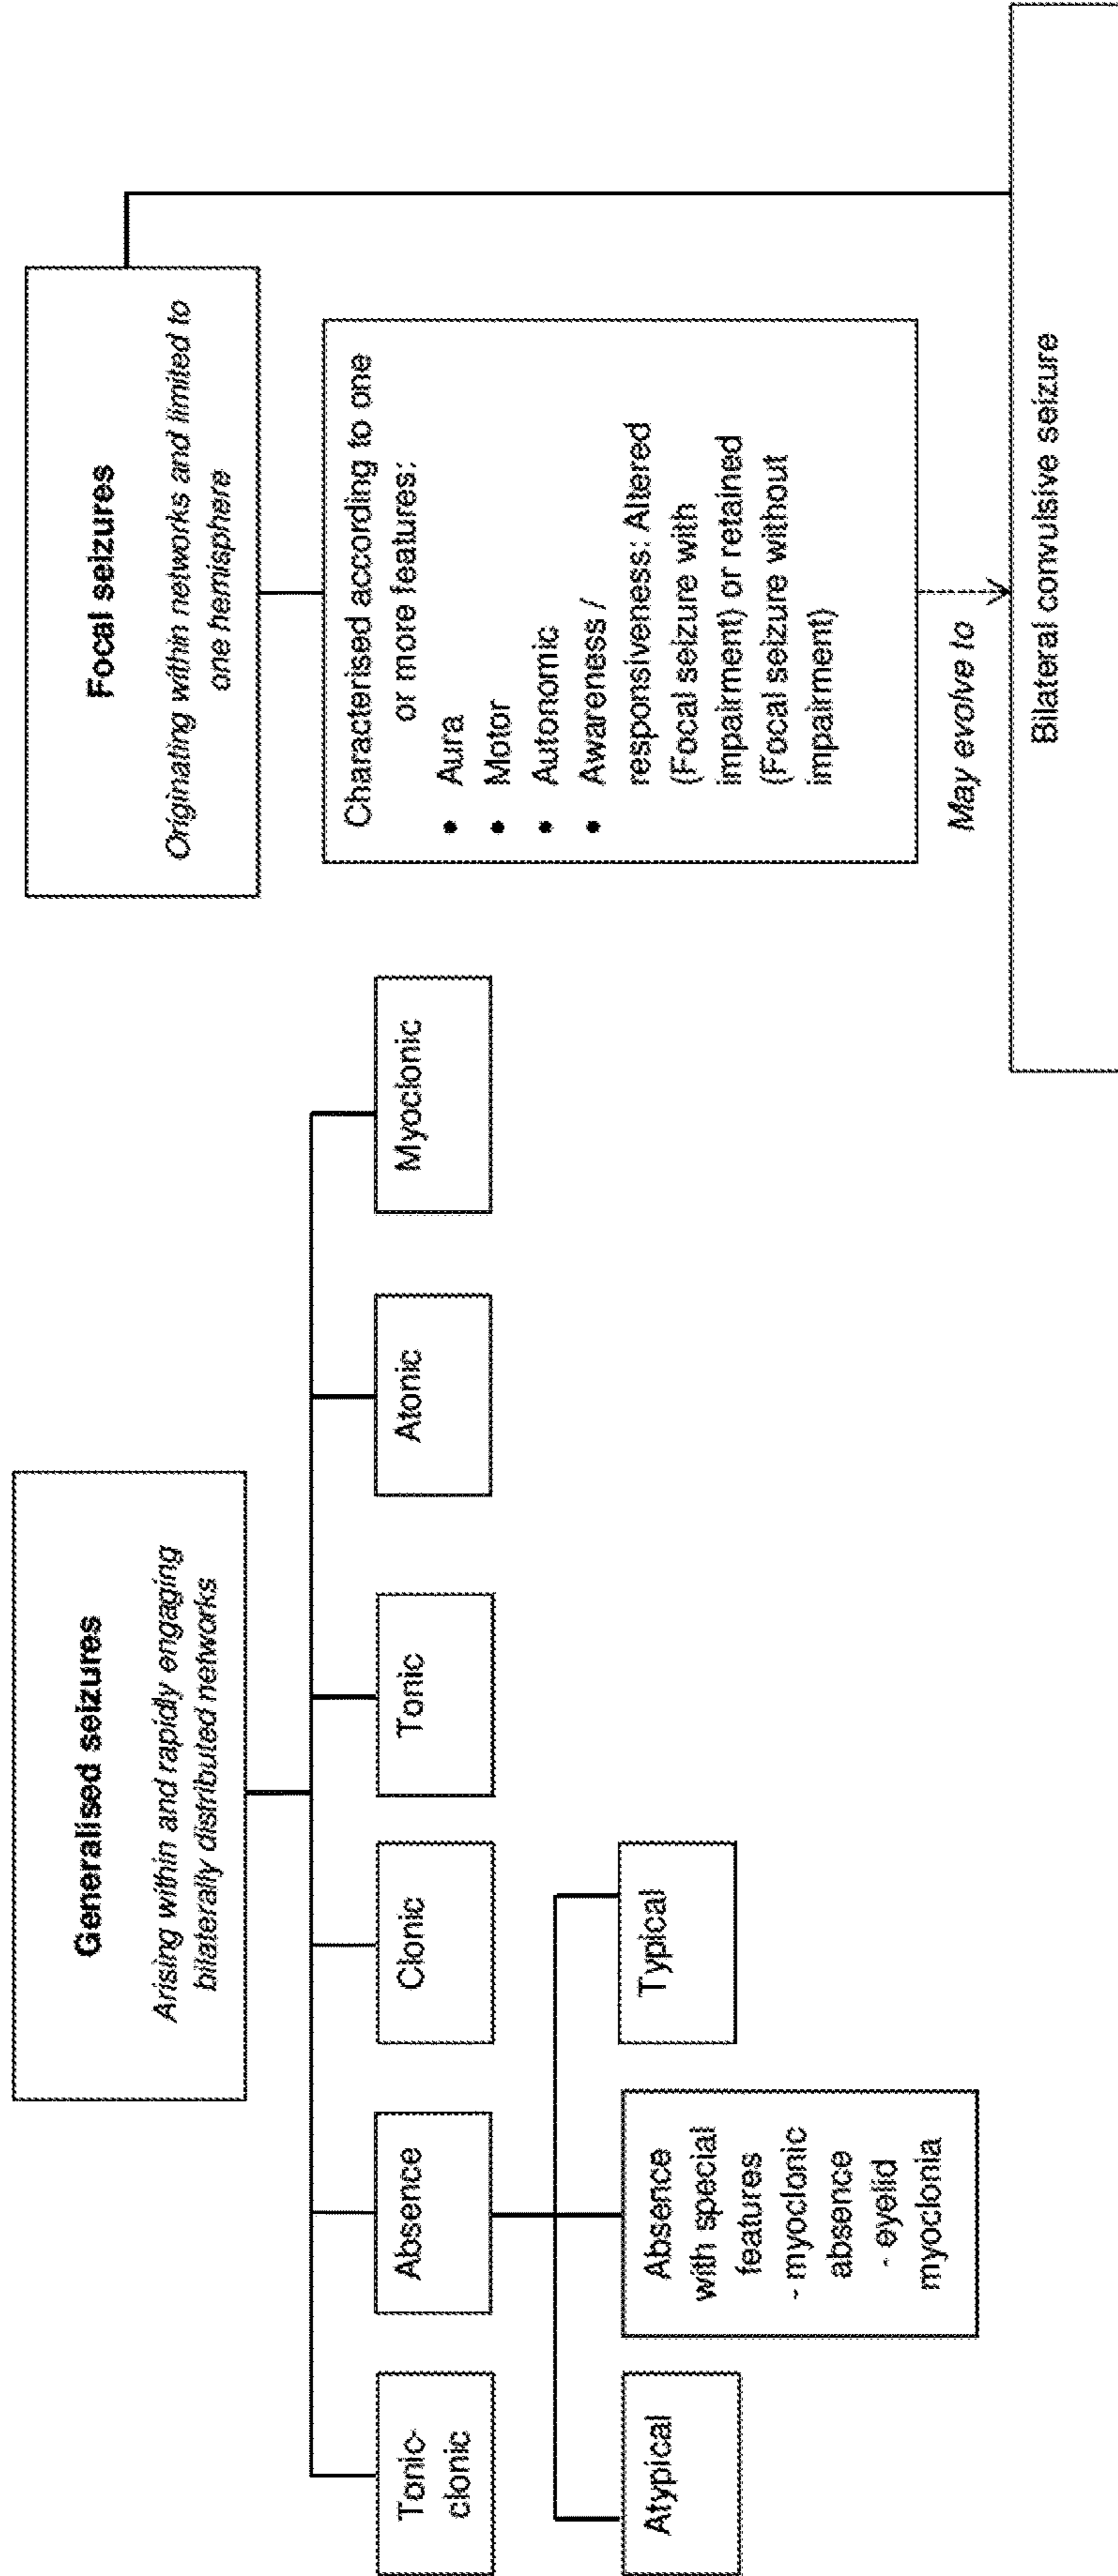 Generalised seizures
Arising within and rapidly engaging
bilaterally distributed networks
Tonic-
clonic
Absence
Clonic
Tonic
Atonic
Myoclonic
Atypical
Absence
with special
features
- myoclonic
absence
- eyelid
myoclonia
Typical
Focal seizures
Originating within networks and limited to
one hemisphere
Characterised according to one
or more features:
• Aura
• Motor
• Autonomic
• Awareness /
responsiveness: Altered
(Focal seizure with
impairment) or retained
(Focal seizure without
impairment)
May evolve to
Bilateral convulsive seizure